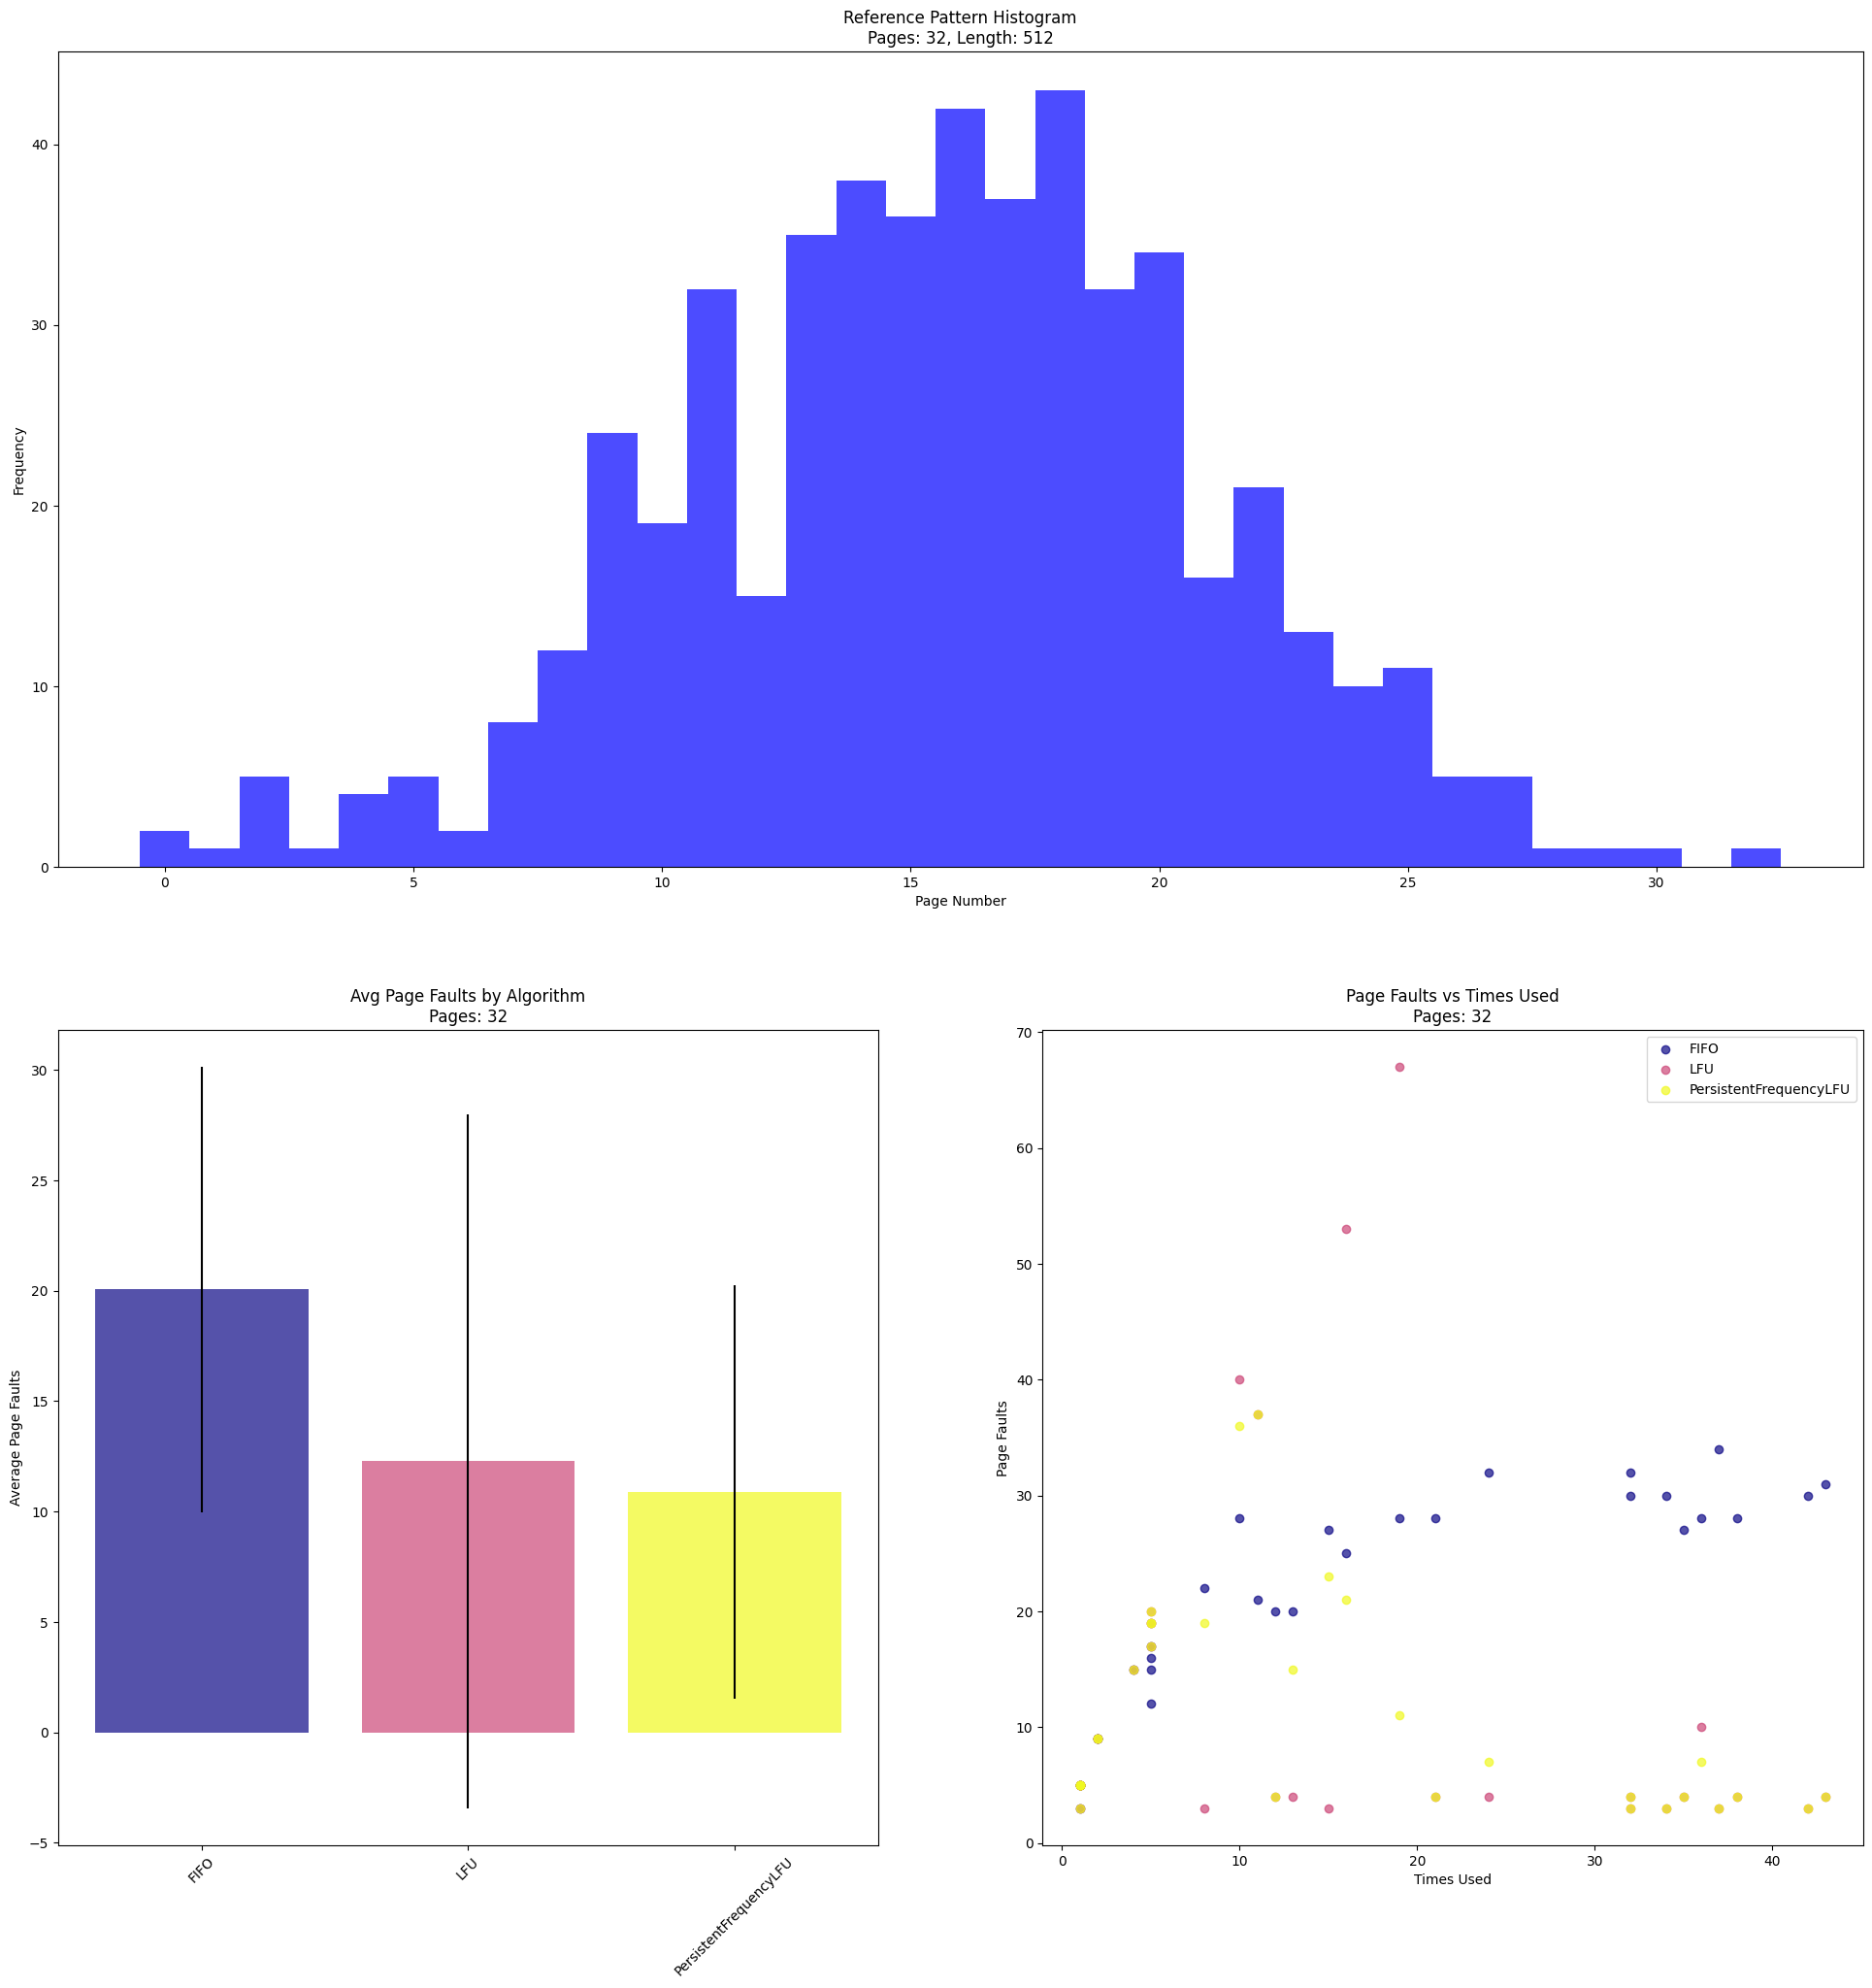 Reference Pattern Histogram
Pages: 32, Length: 512
40
30
20
10
0
Frequency
0 5 10 15 20 25 30
Page Number
Avg Page Faults by Algorithm
Pages: 32
30
25
20
15
10
5
0
−5
Average Page Faults
FIFO
LFU
PersistentFrequencyLFU
Page Faults vs Times Used
Pages: 32
FIFO
LFU
PersistentFrequencyLFU
70
60
50
40
30
20
10
0
Page Faults
0 10 20 30 40
Times Used